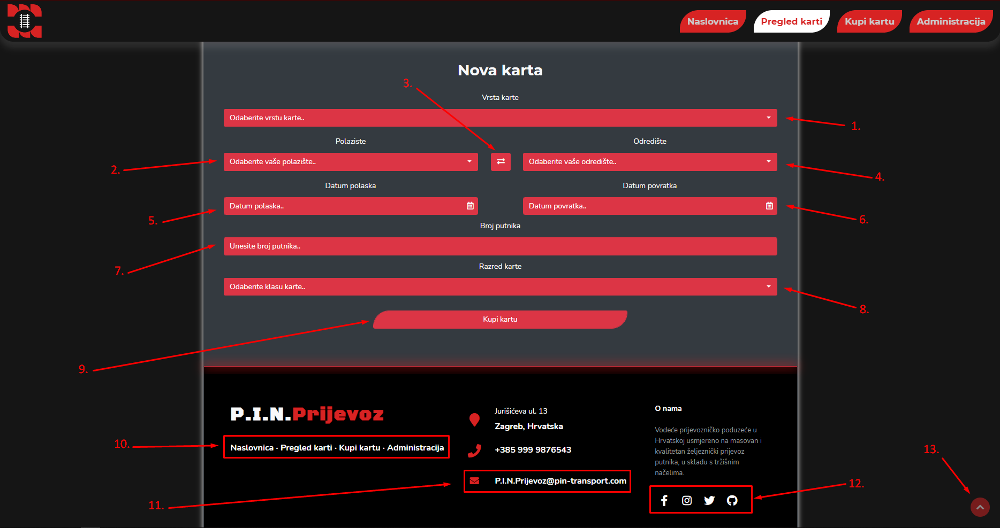 Naslovnica
Pregled karti
Kupi kartu
Administracija
Nova karta
3.
Vrsta karte
Odaberite vrstu karte..
1.
Polaziste
Odredište
Odaberite vaše polazište..
Odaberite vaše odredište..
2.
4.
Datum polaska
Datum povratka
Datum polaska..
Datum povratka..
5.
6.
Broj putnika
Unesite broj putnika..
7.
Razred karte
Odaberite klasu karte..
8.
Kupi kartu
9.
P.I.N.Prijevoz
10.
Naslovnica · Pregled karti · Kupi kartu · Administracija
Jurišićeva ul. 13
Zagreb, Hrvatska
+385 999 9876543
P.I.N.Prijevoz@pin-transport.com
11.
O nama
Vodeće prijevozničko poduzeće u
Hrvatskoj usmjereno na masovan i
kvalitetan željeznički prijevoz
putnika, u skladu s tržišnim
načelima.
12.
13.